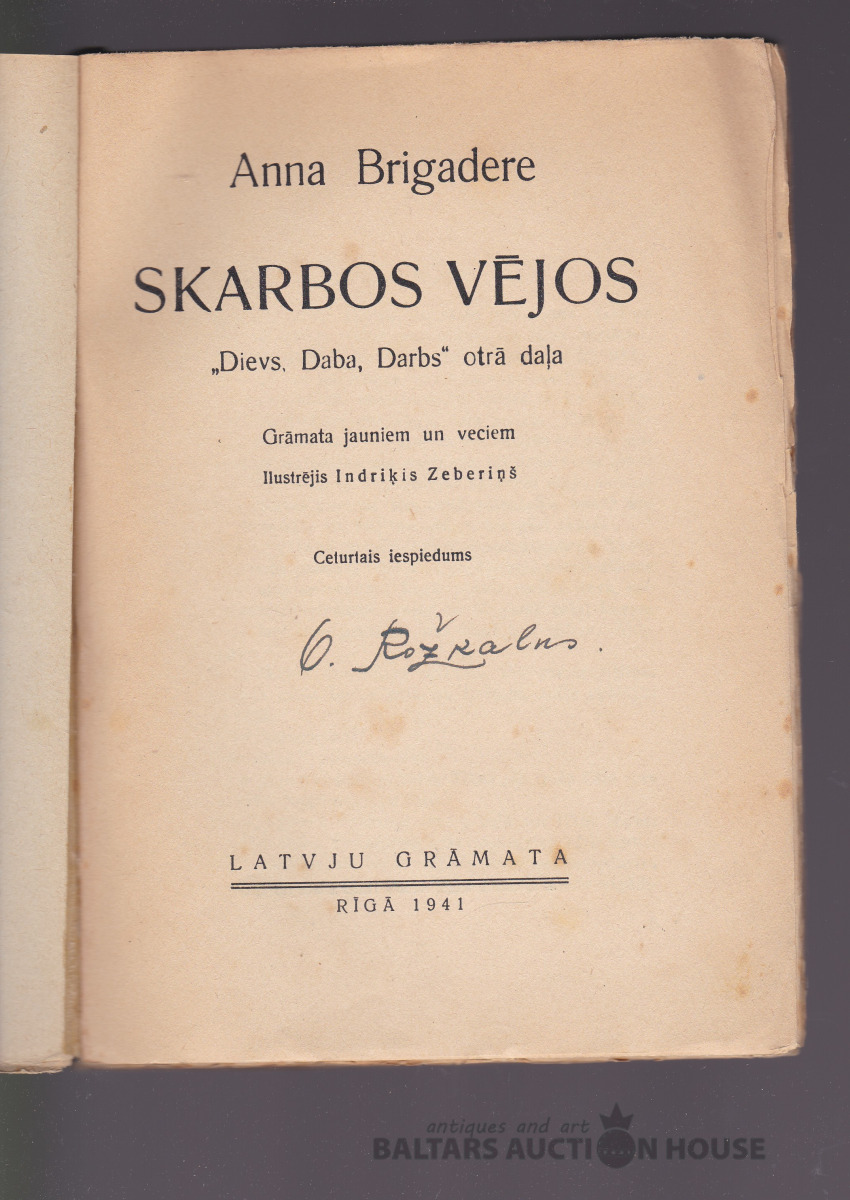 Anna Brigadere
SKARBOS VĒJOS
„Dievs, Daba, Darbs“ otrā daļa
Grāmata jauniem un veciem
Ilustrējis Indriķis Zeberiņš
Ceturtais iespiedums
O. Rožkalns.
LATVJU GRĀMATA
RĪGĀ 1941
antiques and art
BALTARS AUCTION HOUSE